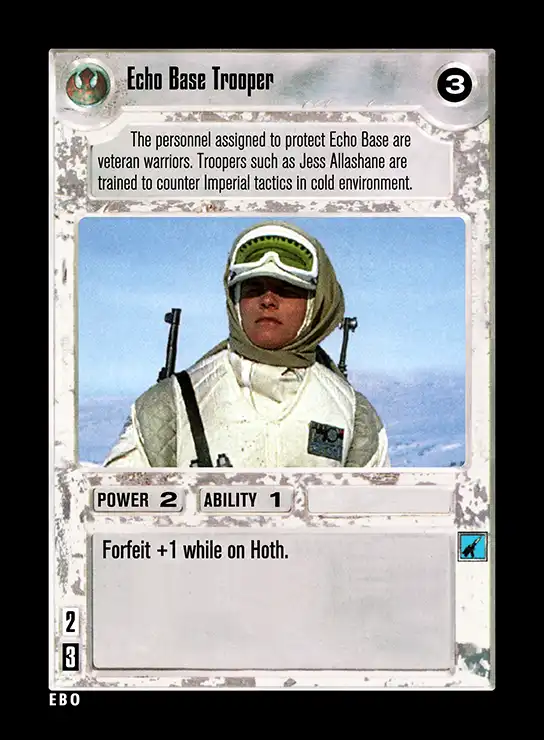 Echo Base Trooper
3
The personnel assigned to protect Echo Base are
veteran warriors. Troopers such as Jess Allashane are
trained to counter Imperial tactics in cold environment.
POWER 2 ABILITY 1
Forfeit +1 while on Hoth.
2
3
EBO